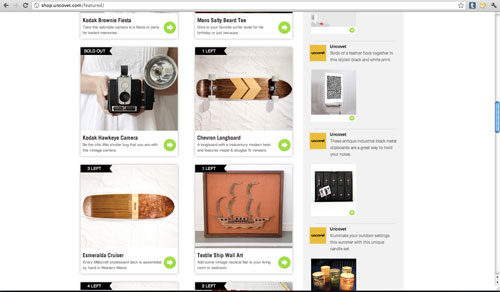 shop.uncovet.com/featured/
Kodak Brownie Fiesta
Take this adorable camera to a fiesta or party
for instant memories.
Mens Salty Beard Tee
Give to your favorite surfer dude for his
birthday or just because!
SOLD OUT
Kodak Hawkeye Camera
Be the chic little shutter bug that you are with
this vintage camera.
1 LEFT
Chevron Longboard
A longboard with a midcentury modern twist
and features maple & douglas fir veneers
3 LEFT
Esmeralda Cruiser
Every Millcraft skateboard deck is assembled
by hand in Western Maine.
1 LEFT
Textile Ship Wall Art
Add some vintage nautical flair to your living
room or bedroom
4 LEFT
2 LEFT
uncovet
Uncovet
Birds of a feather flock together in
this stylish black and white print.
uncovet
Uncovet
These antique industrial black metal
clipboards are a great way to hold
your notes.
uncovet
Uncovet
Illuminate your outdoor settings
this summer with this unique
candle set.